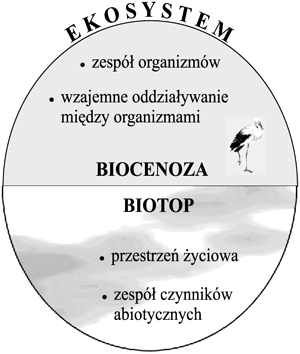 EKOSYSTEM
• zespół organizmów
• wzajemne oddziaływanie
między organizmami
BIOCENOZA
BIOTOP
• przestrzeń życiowa
• zespół czynników
abiotycznych